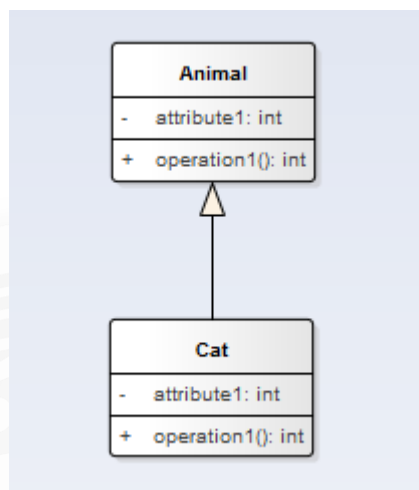 Animal
- attribute1: int
+ operation1(): int
Cat
- attribute1: int
+ operation1(): int